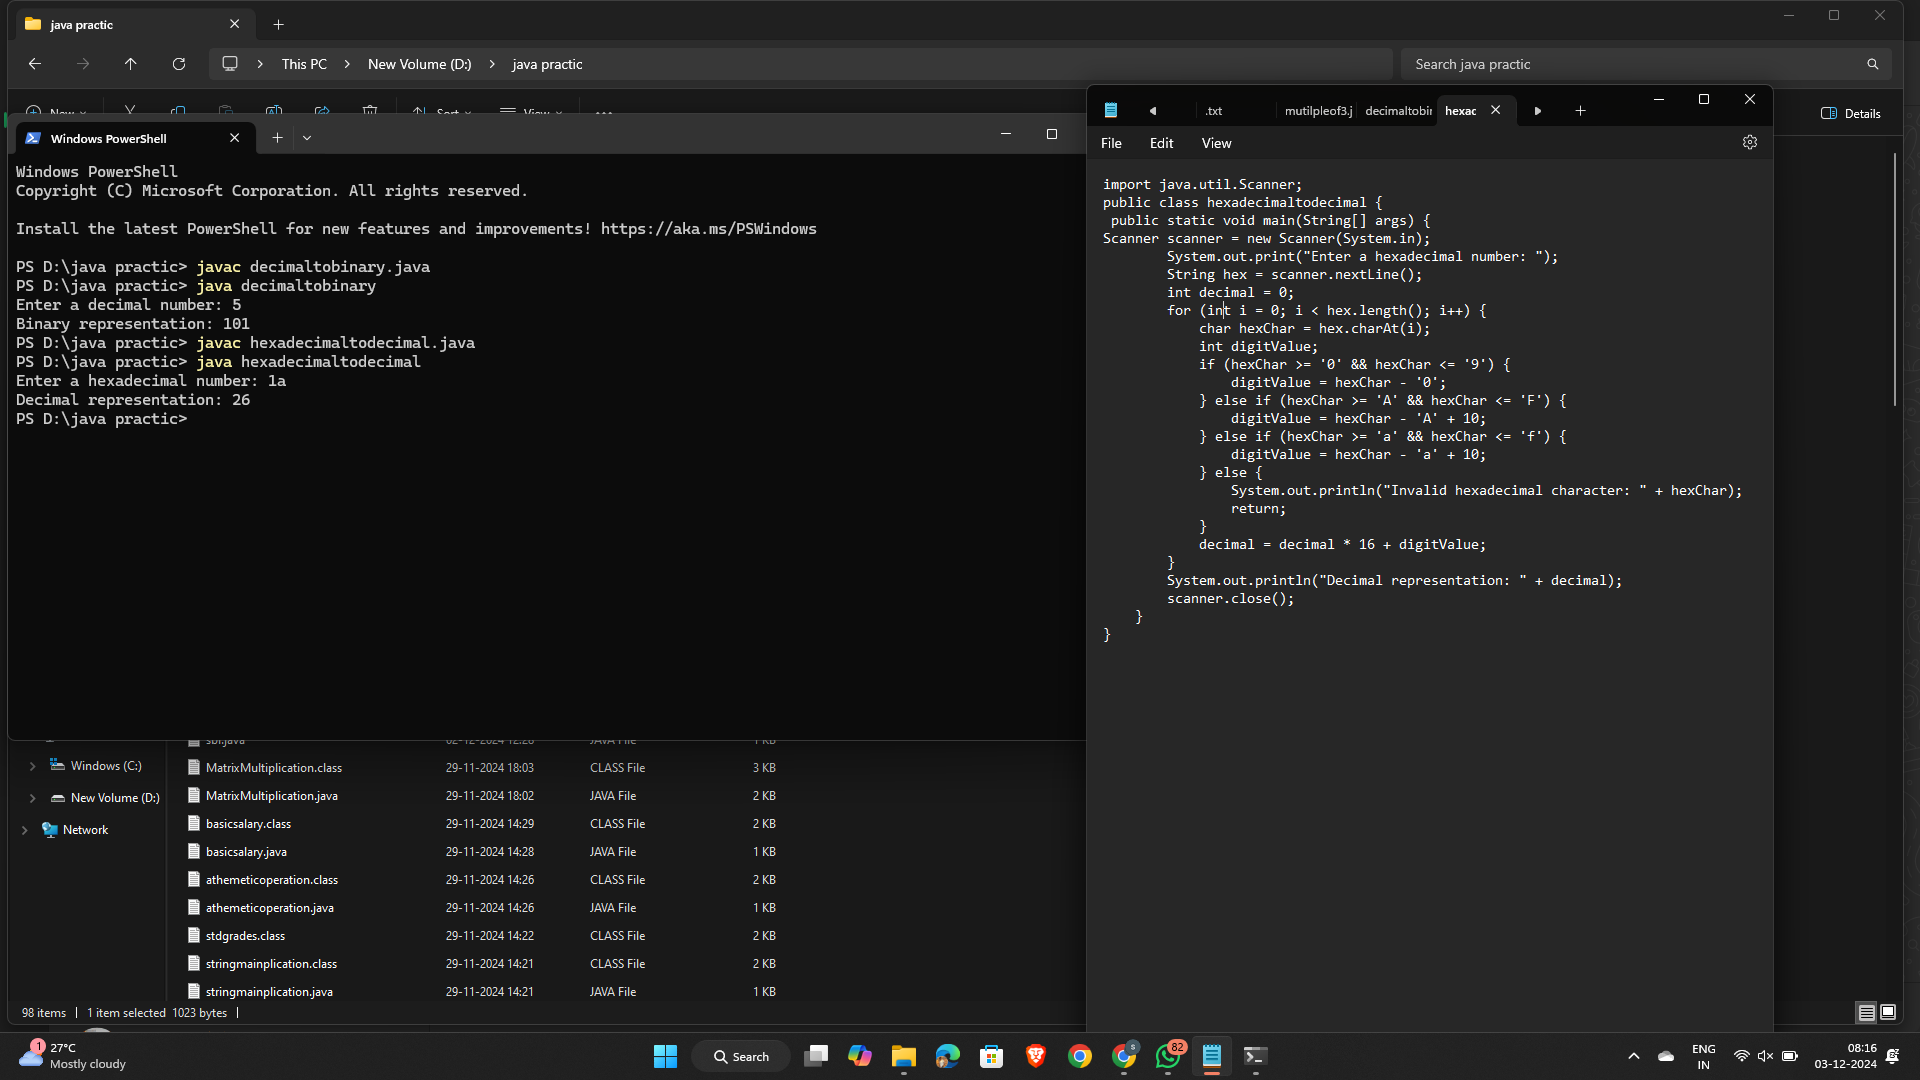 java practic
This PC > New Volume (D:) > java practic
Search java practic
Details
Windows PowerShell
Windows PowerShell
Copyright (C) Microsoft Corporation. All rights reserved.
Install the latest PowerShell for new features and improvements! https://aka.ms/PSWindows
PS D:\java practic> javac decimaltobinary.java
PS D:\java practic> java decimaltobinary
Enter a decimal number: 5
Binary representation: 101
PS D:\java practic> javac hexadecimaltodecimal.java
PS D:\java practic> java hexadecimaltodecimal
Enter a hexadecimal number: 1a
Decimal representation: 26
PS D:\java practic>
.txt
mutilpleof3.j
decimaltobii
hexac
File
Edit
View
import java.util.Scanner;
public class hexadecimaltodecimal {
public static void main(String[] args) {
Scanner scanner = new Scanner(System.in);
System.out.print("Enter a hexadecimal number: ");
String hex = scanner.nextLine();
int decimal = 0;
for (int i = 0; i < hex.length(); i++) {
char hexChar = hex.charAt(i);
int digitValue;
if (hexChar >= '0' && hexChar <= '9') {
digitValue = hexChar - '0';
} else if (hexChar >= 'A' && hexChar <= 'F') {
digitValue = hexChar - 'A' + 10;
} else if (hexChar >= 'a' && hexChar <= 'f') {
digitValue = hexChar - 'a' + 10;
} else {
System.out.println("Invalid hexadecimal character: " + hexChar);
return;
}
decimal = decimal * 16 + digitValue;
}
System.out.println("Decimal representation: " + decimal);
scanner.close();
}
}
Windows (C:)
New Volume (D:)
Network
MatrixMultiplication.class 29-11-2024 18:03 CLASS File 3 KB
MatrixMultiplication.java 29-11-2024 18:02 JAVA File 2 KB
basicsalary.class 29-11-2024 14:29 CLASS File 2 KB
basicsalary.java 29-11-2024 14:28 JAVA File 1 KB
athemeticoperation.class 29-11-2024 14:26 CLASS File 2 KB
athemeticoperation.java 29-11-2024 14:26 JAVA File 1 KB
stdgrades.class 29-11-2024 14:22 CLASS File 2 KB
stringmainplication.class 29-11-2024 14:21 CLASS File 2 KB
stringmainplication.java 29-11-2024 14:21 JAVA File 1 KB
98 items | 1 item selected 1023 bytes |
1
27°C
Mostly cloudy
Search
S
82
ENG
IN
08:16
03-12-2024